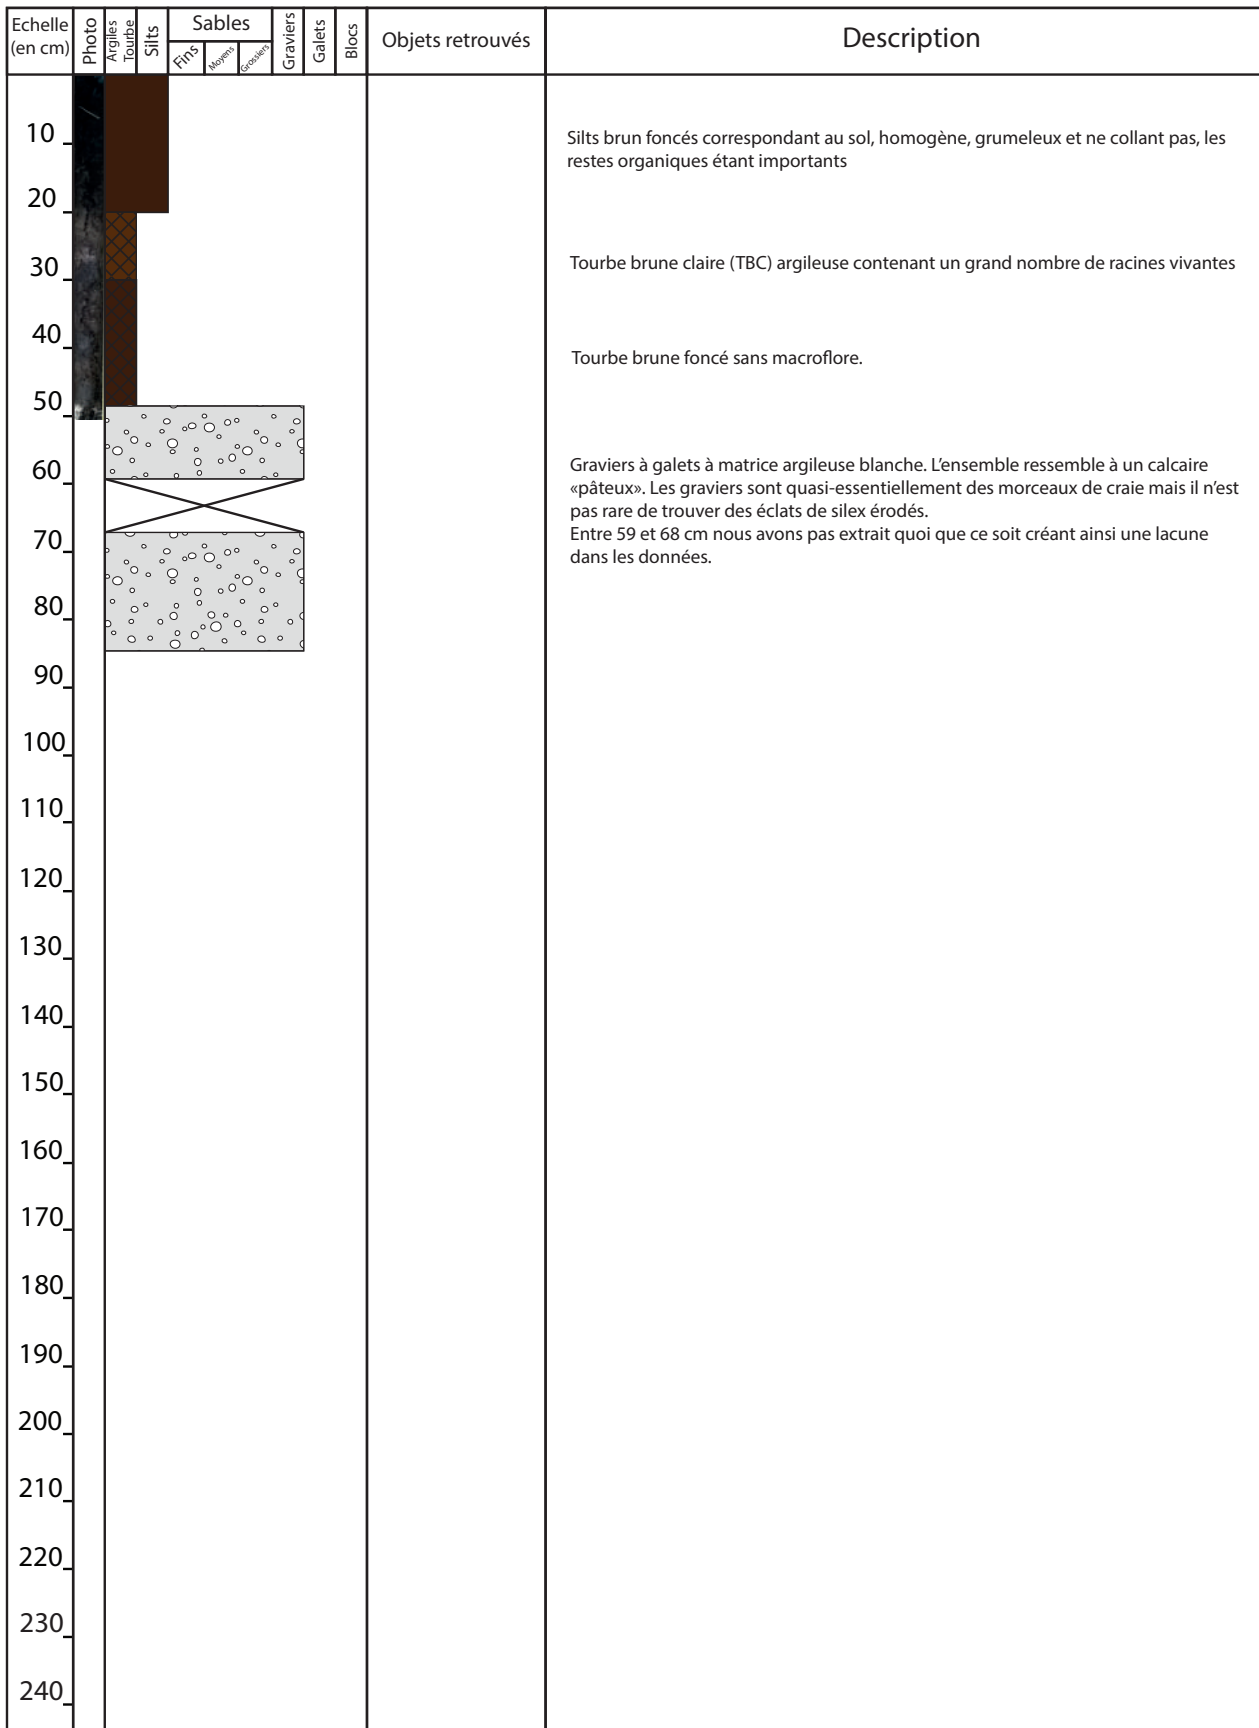 Echelle
(en cm)
Photo
Argiles
Tourbe
Silts
Sables
Fins
Moyens
Grossiers
Graviers
Galets
Blocs
Objets retrouvés
Description
10
Silts brun foncés correspondant au sol, homogène, grumeleux et ne collant pas, les
restes organiques étant importants
20
30
Tourbe brune claire (TBC) argileuse contenant un grand nombre de racines vivantes
40
Tourbe brune foncé sans macroflore.
50
60
Graviers à galets à matrice argileuse blanche. L'ensemble ressemble à un calcaire
«pâteux». Les graviers sont quasi-essentiellement des morceaux de craie mais il n'est
pas rare de trouver des éclats de silex érodés.
Entre 59 et 68 cm nous avons pas extrait quoi que ce soit créant ainsi une lacune
dans les données.
70
80
90
100
110
120
130
140
150
160
170
180
190
200
210
220
230
240